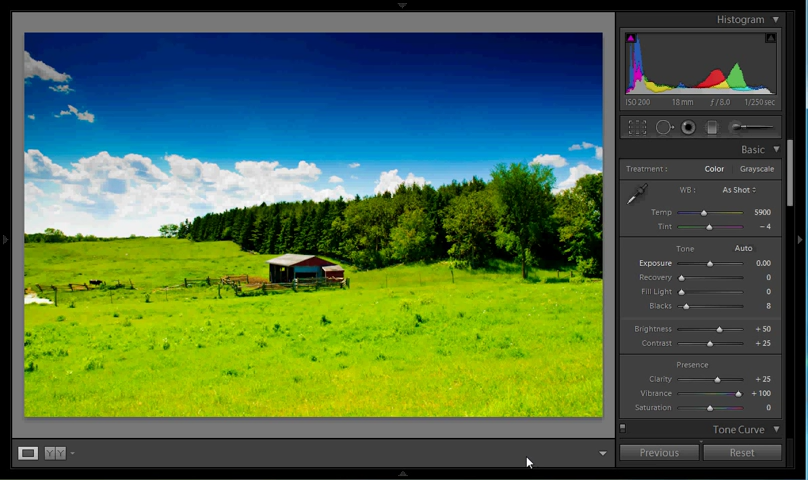 Histogram
ISO 200 18 mm ƒ / 8.0 1/250 sec
Basic
Treatment : Color Grayscale
WB : As Shot
Temp 5900
Tint – 4
Tone Auto
Exposure 0.00
Recovery 0
Fill Light 0
Blacks 8
Brightness + 50
Contrast + 25
Presence
Clarity + 25
Vibrance + 100
Saturation 0
Tone Curve
Y Y
Previous Reset